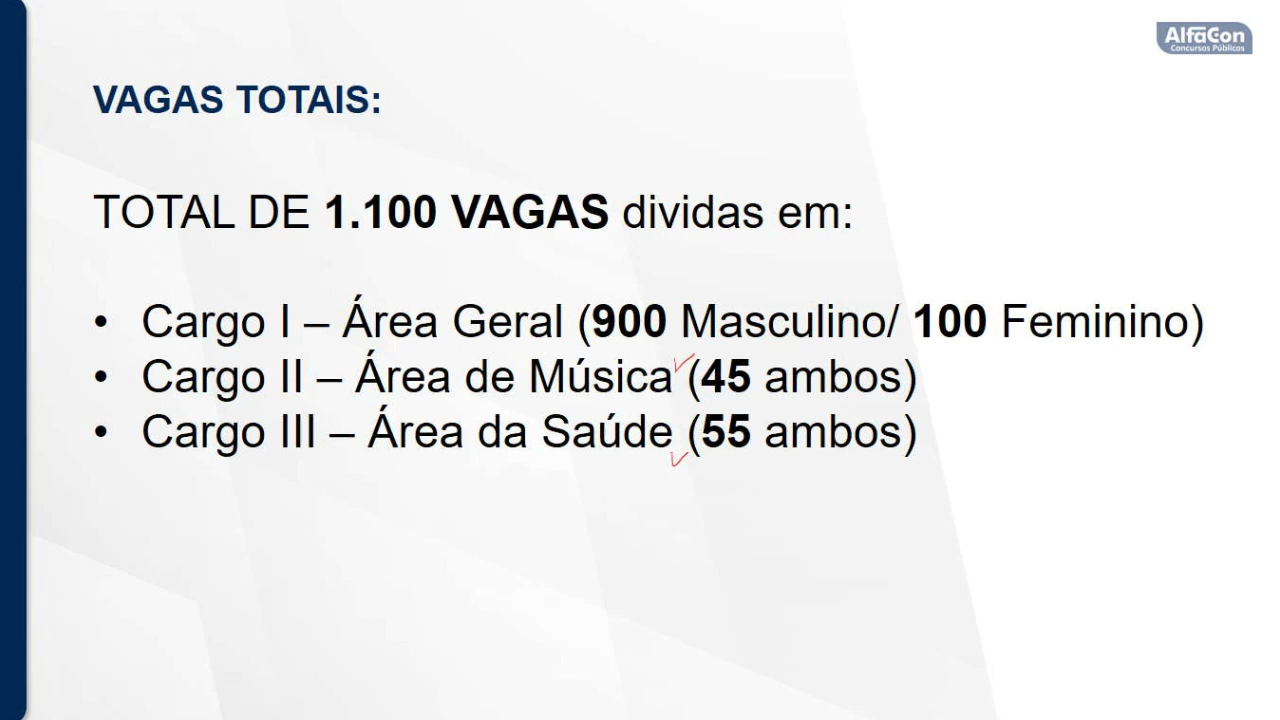 AlfaCon
Concursos Públicos
VAGAS TOTAIS:
TOTAL DE 1.100 VAGAS dividas em:
• Cargo I – Área Geral (900 Masculino/ 100 Feminino)
• Cargo II – Área de Música (45 ambos)
• Cargo III – Área da Saúde (55 ambos)